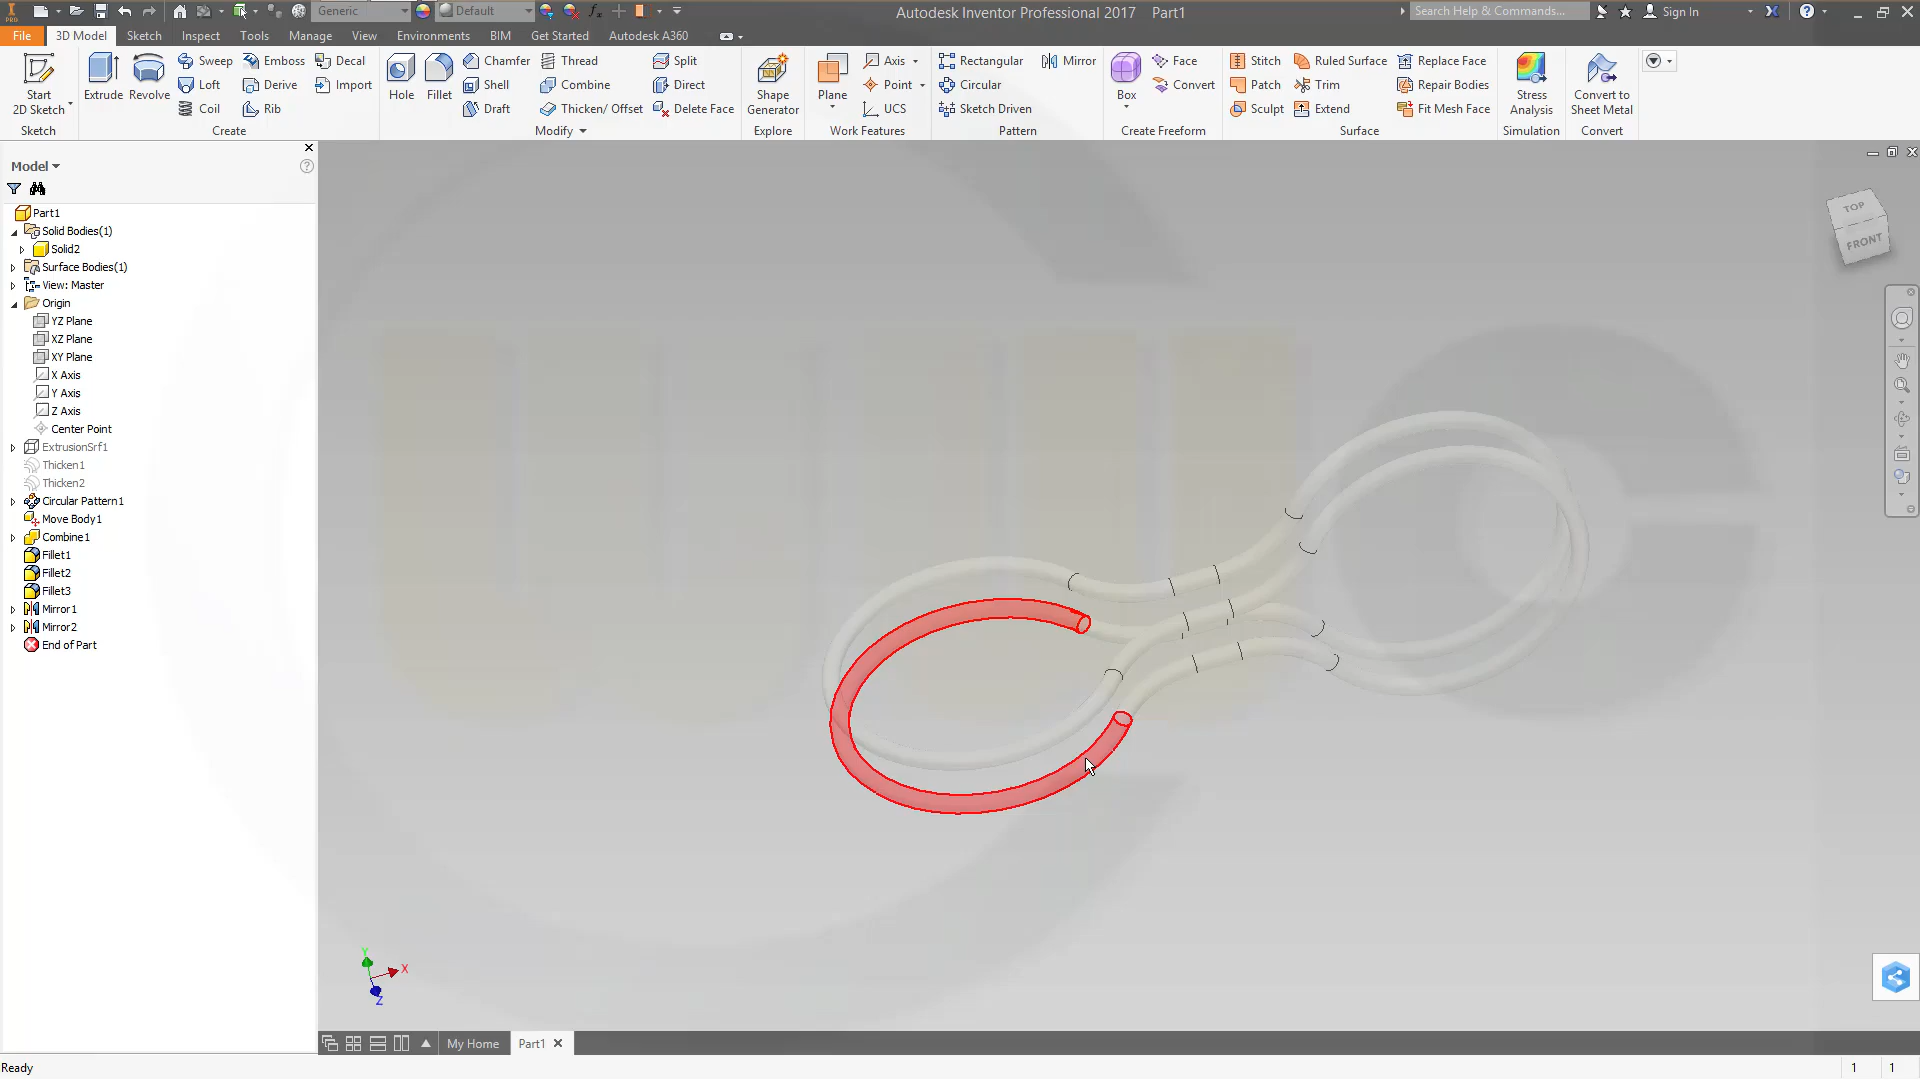 Generic
Default
Autodesk Inventor Professional 2017 Part1
Search Help & Commands...
Sign In
PRO
File
3D Model
Sketch
Inspect
Tools
Manage
View
Environments
BIM
Get Started
Autodesk A360
Start
2D Sketch
Sketch
Extrude
Revolve
Sweep
Loft
Coil
Emboss
Derive
Rib
Decal
Import
Create
Hole
Fillet
Chamfer
Shell
Draft
Thread
Combine
Thicken/ Offset
Split
Direct
Delete Face
Modify
Shape
Generator
Explore
Plane
Axis
Point
UCS
Work Features
Rectangular
Circular
Sketch Driven
Mirror
Pattern
Box
Face
Convert
Create Freeform
Stitch
Patch
Sculpt
Ruled Surface
Trim
Extend
Replace Face
Repair Bodies
Fit Mesh Face
Surface
Stress
Analysis
Simulation
Convert to
Sheet Metal
Convert
Model
Part1
Solid Bodies(1)
Solid2
Surface Bodies(1)
View: Master
Origin
YZ Plane
XZ Plane
XY Plane
X Axis
Y Axis
Z Axis
Center Point
ExtrusionSrf1
Thicken1
Thicken2
Circular Pattern1
Move Body1
Combine1
Fillet1
Fillet2
Fillet3
Mirror1
Mirror2
End of Part
TOP
FRONT
Y
X
Z
My Home
Part1
Ready
1 1